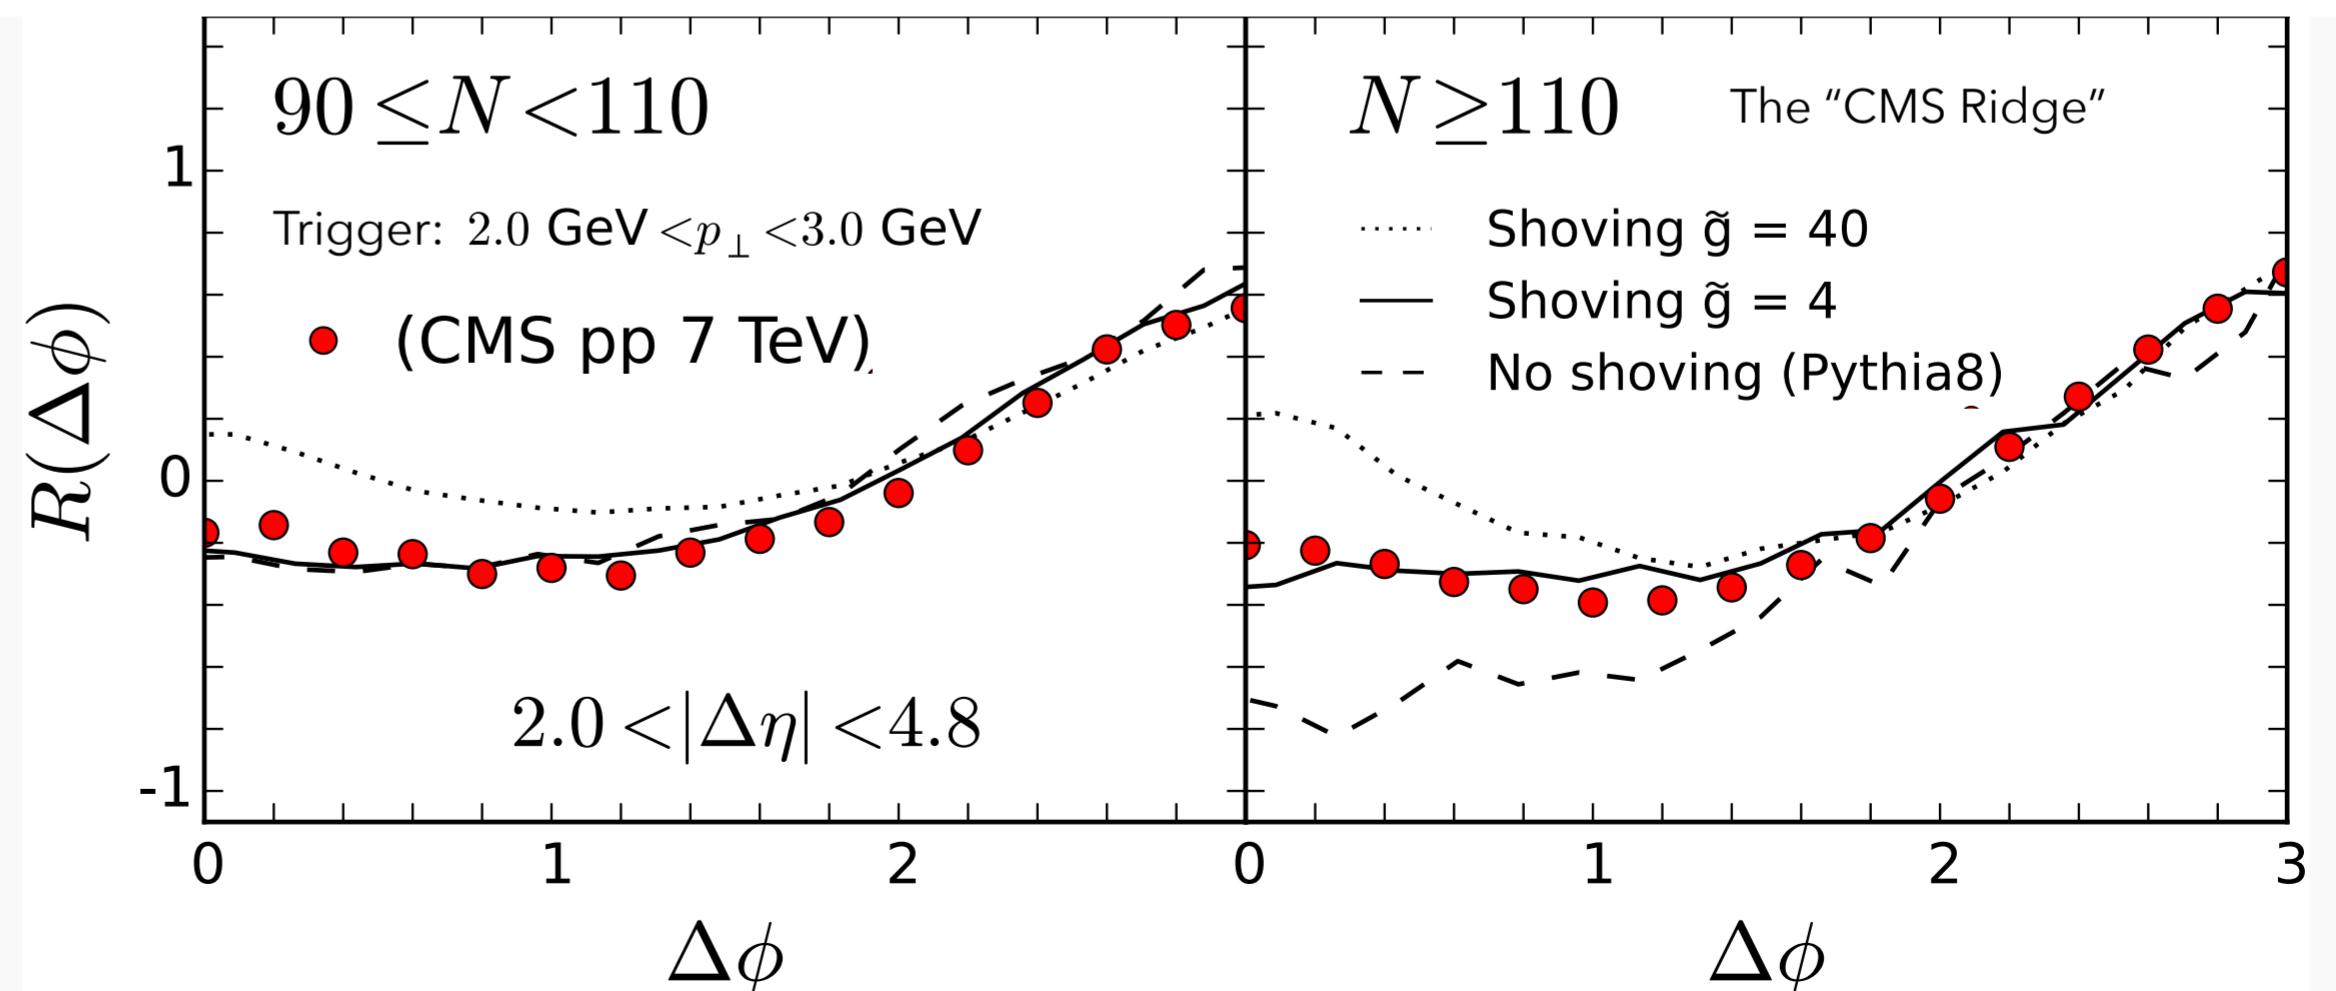 90 ≤ N < 110
Trigger: 2.0 GeV < p⊥ < 3.0 GeV
(CMS pp 7 TeV)
2.0 < |Δη| < 4.8
R(Δϕ)
1
0
-1
0 1 2
Δϕ
N ≥ 110 The “CMS Ridge”
Shoving g̃ = 40
Shoving g̃ = 4
No shoving (Pythia8)
0 1 2 3
Δϕ